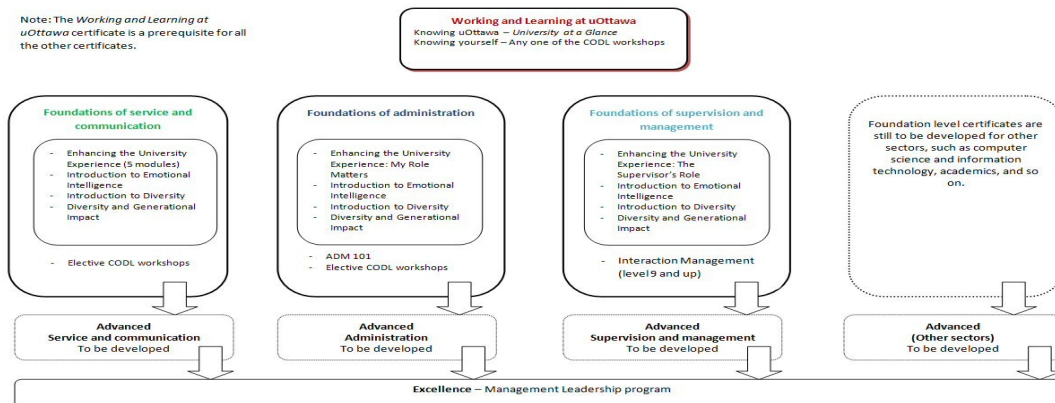 Note: The Working and Learning at
uOttawa certificate is a prerequisite for all
the other certificates.
Working and Learning at uOttawa
Knowing uOttawa – University at a Glance
Knowing yourself – Any one of the CODL workshops
Foundations of service and
communication
- Enhancing the University
Experience (5 modules)
- Introduction to Emotional
Intelligence
- Introduction to Diversity
- Diversity and Generational
Impact
- Elective CODL workshops
Foundations of administration
- Enhancing the University
Experience: My Role
Matters
- Introduction to Emotional
Intelligence
- Introduction to Diversity
- Diversity and Generational
Impact
- ADM 101
- Elective CODL workshops
Foundations of supervision and
management
- Enhancing the University
Experience: The
Supervisor's Role
- Introduction to Emotional
Intelligence
- Introduction to Diversity
- Diversity and Generational
Impact
- Interaction Management
(level 9 and up)
Foundation level certificates are
still to be developed for other
sectors, such as computer
science and information
technology, academics, and so
on.
Advanced
Service and communication
To be developed
Advanced
Administration
To be developed
Advanced
Supervision and management
To be developed
Advanced
(Other sectors)
To be developed
Excellence – Management Leadership program